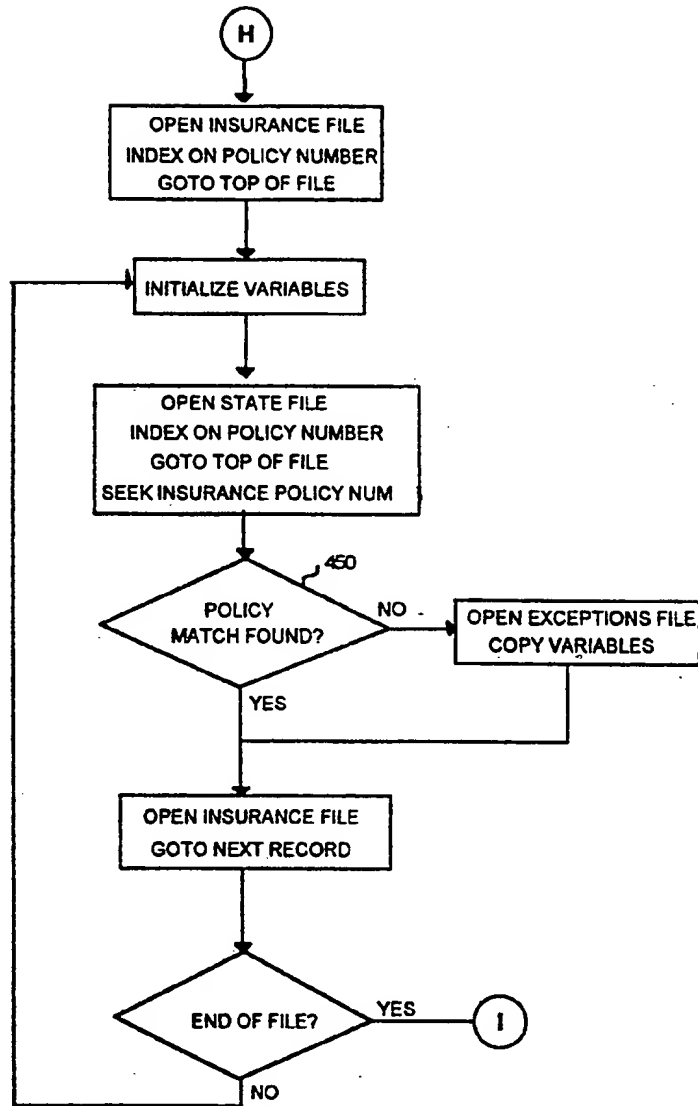 H
OPEN INSURANCE FILE
INDEX ON POLICY NUMBER
GOTO TOP OF FILE
INITIALIZE VARIABLES
OPEN STATE FILE
INDEX ON POLICY NUMBER
GOTO TOP OF FILE
SEEK INSURANCE POLICY NUM
450
POLICY
MATCH FOUND?
NO
OPEN EXCEPTIONS FILE,
COPY VARIABLES
YES
OPEN INSURANCE FILE
GOTO NEXT RECORD
END OF FILE?
YES
I
NO